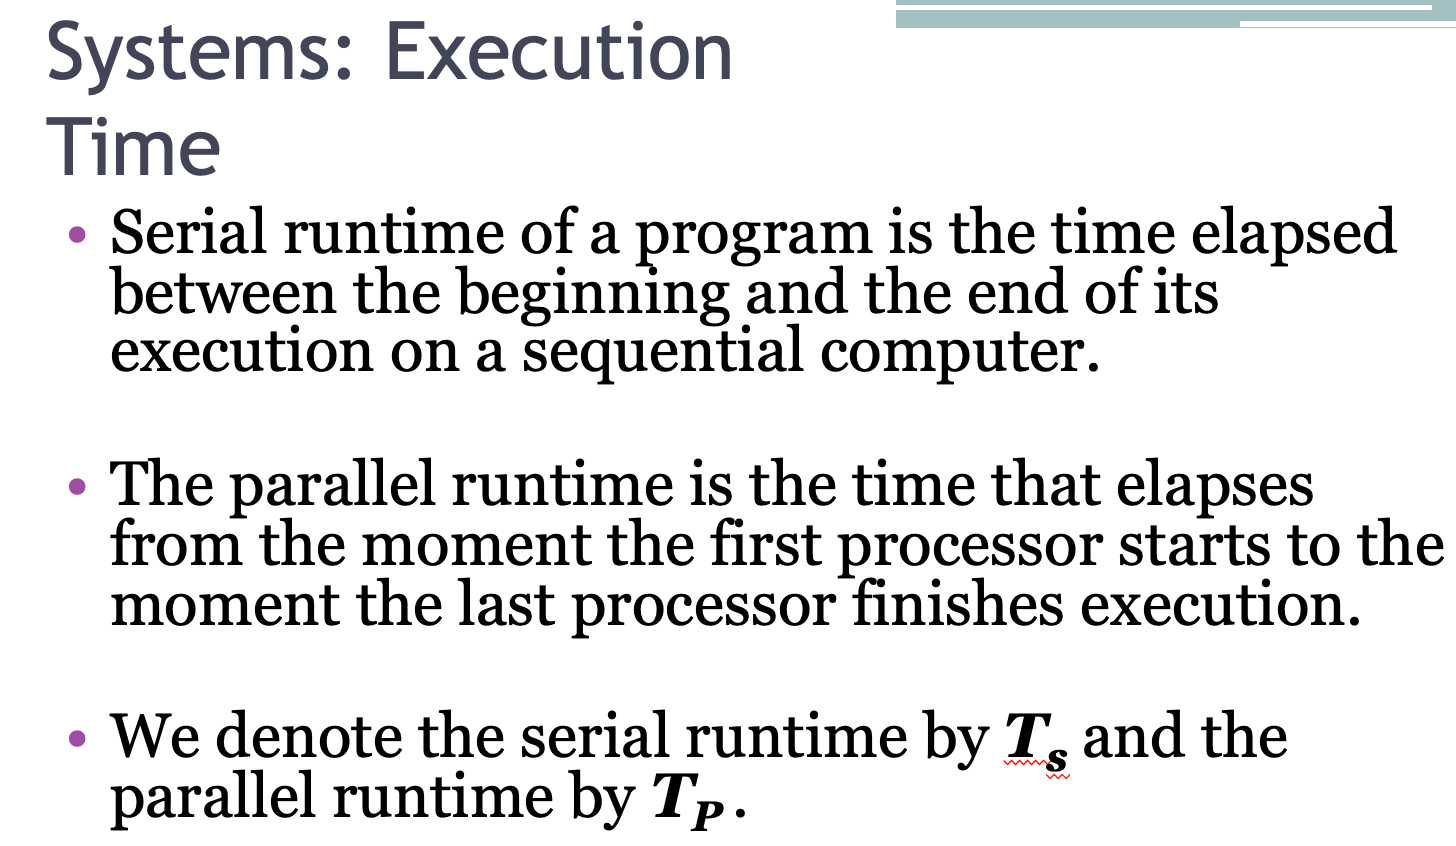 Systems: Execution
Time
• Serial runtime of a program is the time elapsed
between the beginning and the end of its
execution on a sequential computer.
• The parallel runtime is the time that elapses
from the moment the first processor starts to the
moment the last processor finishes execution.
• We denote the serial runtime by Ts and the
parallel runtime by TP .